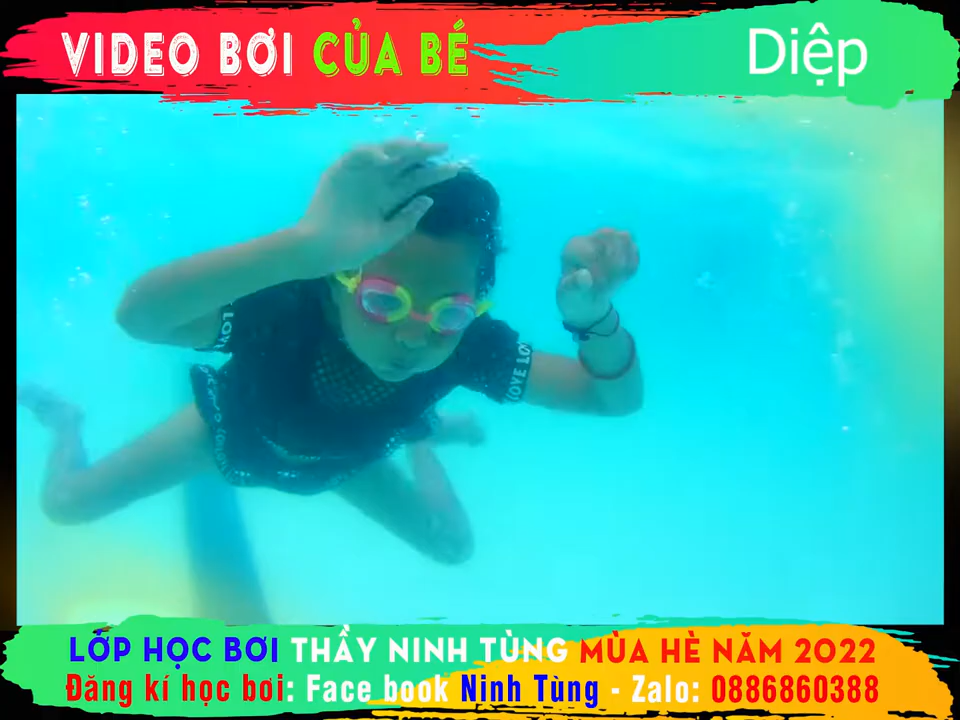 VIDEO BƠI CỦA BÉ
Diệp
LOVE LO
LỚP HỌC BƠI THẦY NINH TÙNG MÙA HÈ NĂM 2022
Đăng kí học bơi: Face book Ninh Tùng - Zalo: 0886860388